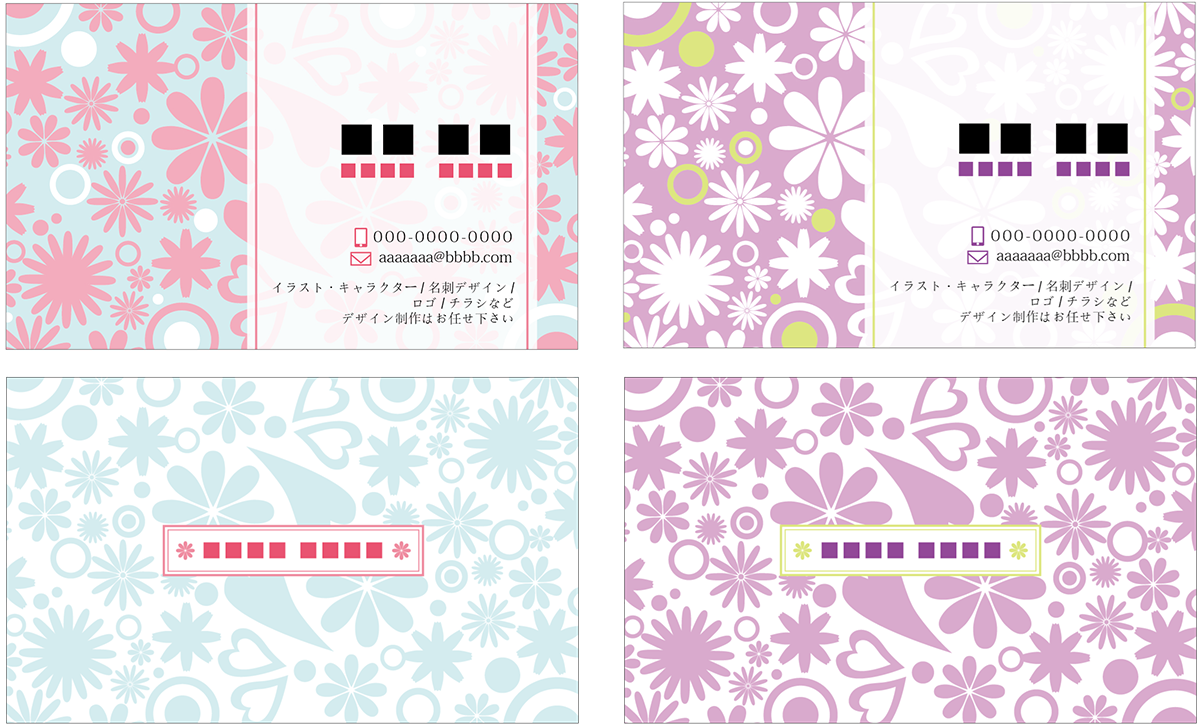 000-0000-0000
aaaaaaa@bbbb.com
イラスト・キャラクター / 名刺デザイン /
ロゴ / チラシなど
デザイン制作はお任せ下さい
000-0000-0000
aaaaaaa@bbbb.com
イラスト・キャラクター / 名刺デザイン /
ロゴ / チラシなど
デザイン制作はお任せ下さい